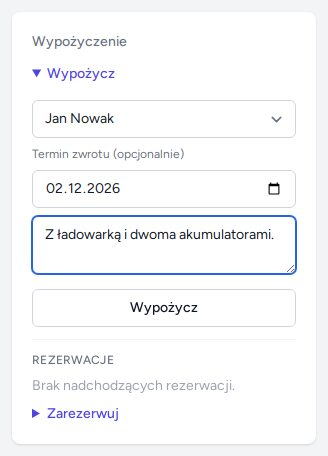 Wypożyczenie
Wypożycz
Jan Nowak
Termin zwrotu (opcjonalnie)
02.12.2026
Z ładowarką i dwoma akumulatorami.
Wypożycz
REZERWACJE
Brak nadchodzących rezerwacji.
Zarezerwuj